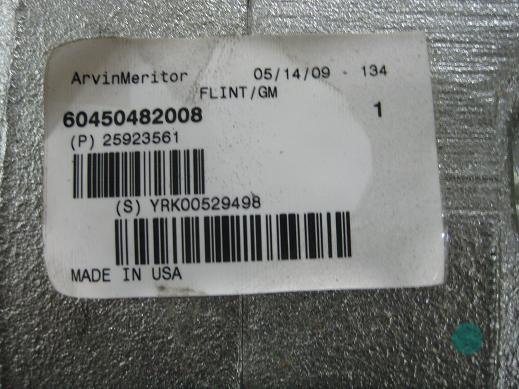 ArvinMeritor 05/14/09 - 134
FLINT/GM
60450482008 1
(P) 25923561
(S) YRK00529498
MADE IN USA